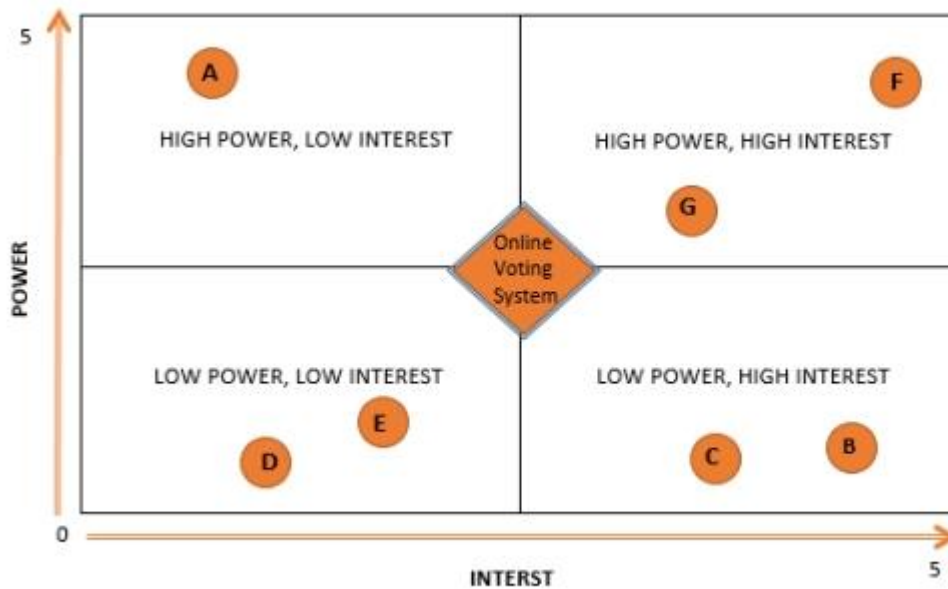 5
A
F
HIGH POWER, LOW INTEREST
HIGH POWER, HIGH INTEREST
G
Online
Voting
System
POWER
LOW POWER, LOW INTEREST
LOW POWER, HIGH INTEREST
E
D
C
B
0
5
INTERST